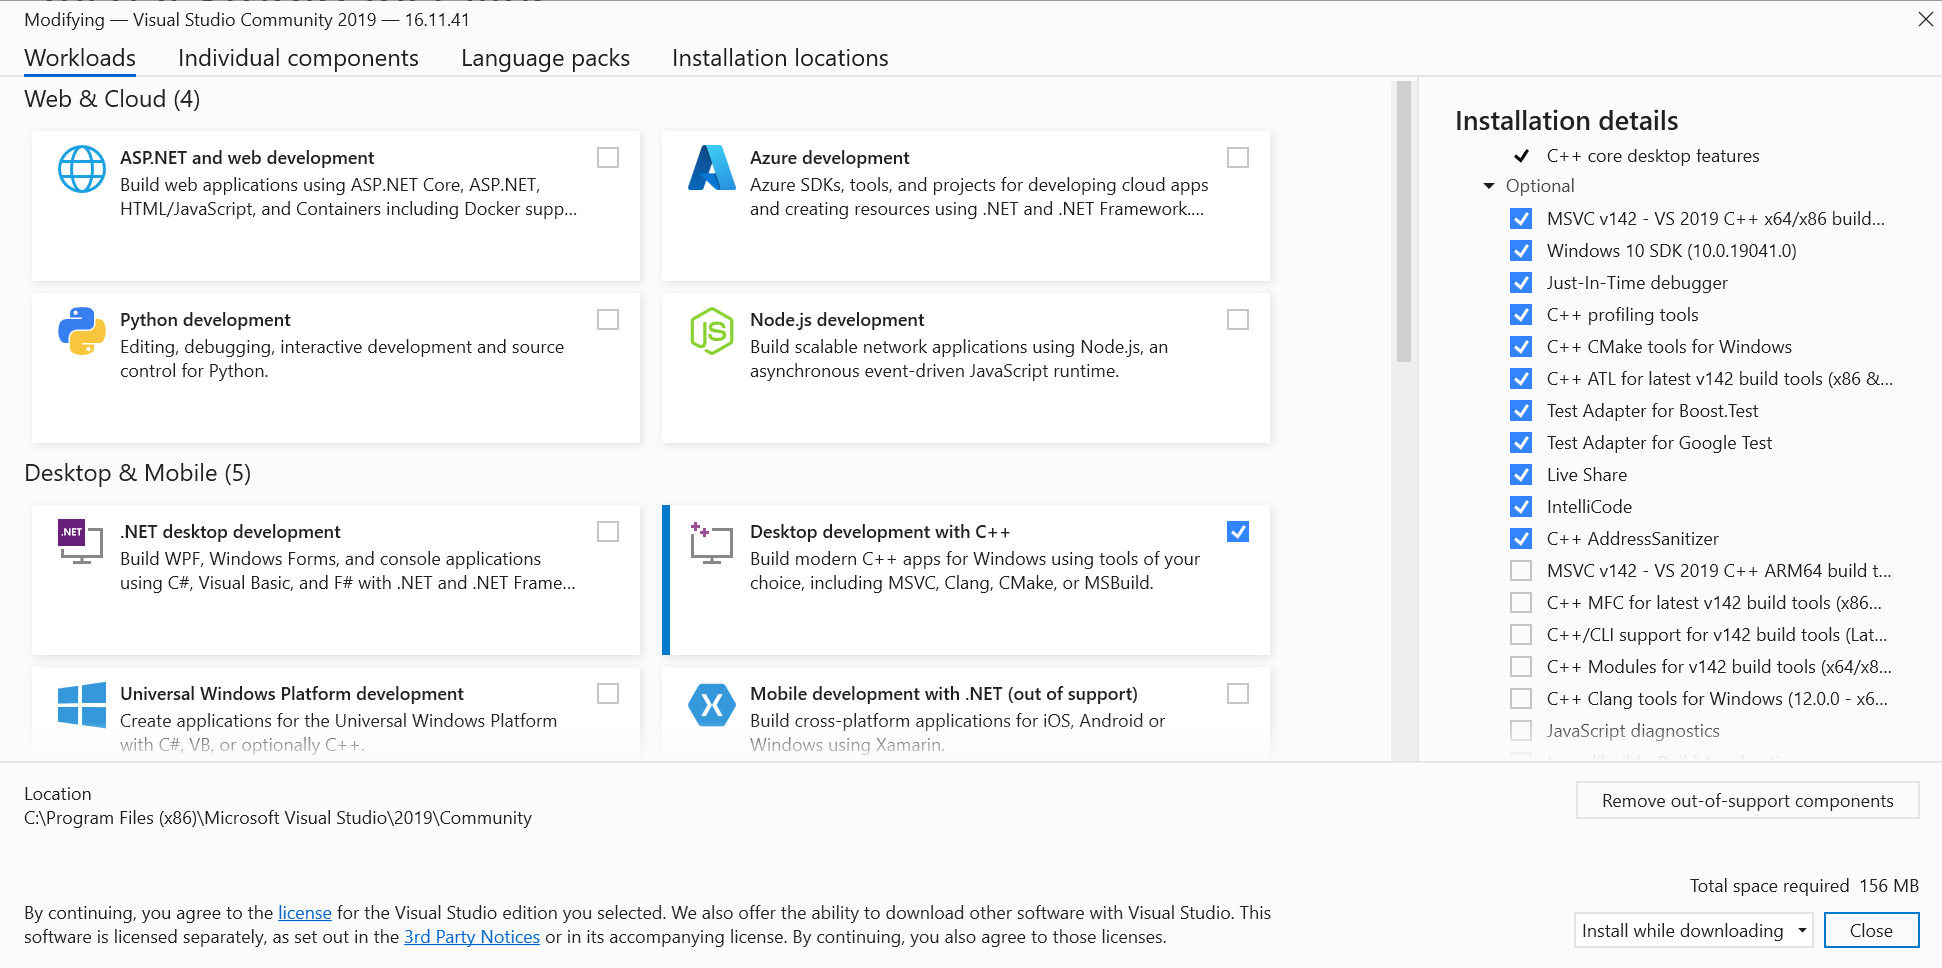 Modifying — Visual Studio Community 2019 — 16.11.41
Workloads
Individual components
Language packs
Installation locations
Web & Cloud (4)
ASP.NET and web development
Build web applications using ASP.NET Core, ASP.NET,
HTML/JavaScript, and Containers including Docker supp...
Azure development
Azure SDKs, tools, and projects for developing cloud apps
and creating resources using .NET and .NET Framework....
Python development
Editing, debugging, interactive development and source
control for Python.
JS
Node.js development
Build scalable network applications using Node.js, an
asynchronous event-driven JavaScript runtime.
Desktop & Mobile (5)
.NET
.NET desktop development
Build WPF, Windows Forms, and console applications
using C#, Visual Basic, and F# with .NET and .NET Frame...
Desktop development with C++
Build modern C++ apps for Windows using tools of your
choice, including MSVC, Clang, CMake, or MSBuild.
Universal Windows Platform development
Create applications for the Universal Windows Platform
with C#, VB, or optionally C++.
Mobile development with .NET (out of support)
Build cross-platform applications for iOS, Android or
Windows using Xamarin.
Installation details
C++ core desktop features
Optional
MSVC v142 - VS 2019 C++ x64/x86 build...
Windows 10 SDK (10.0.19041.0)
Just-In-Time debugger
C++ profiling tools
C++ CMake tools for Windows
C++ ATL for latest v142 build tools (x86 &...
Test Adapter for Boost.Test
Test Adapter for Google Test
Live Share
IntelliCode
C++ AddressSanitizer
MSVC v142 - VS 2019 C++ ARM64 build t...
C++ MFC for latest v142 build tools (x86...
C++/CLI support for v142 build tools (Lat...
C++ Modules for v142 build tools (x64/x8...
C++ Clang tools for Windows (12.0.0 - x6...
JavaScript diagnostics
Location
C:\Program Files (x86)\Microsoft Visual Studio\2019\Community
Remove out-of-support components
Total space required 156 MB
By continuing, you agree to the license for the Visual Studio edition you selected. We also offer the ability to download other software with Visual Studio. This
software is licensed separately, as set out in the 3rd Party Notices or in its accompanying license. By continuing, you also agree to those licenses.
Install while downloading
Close